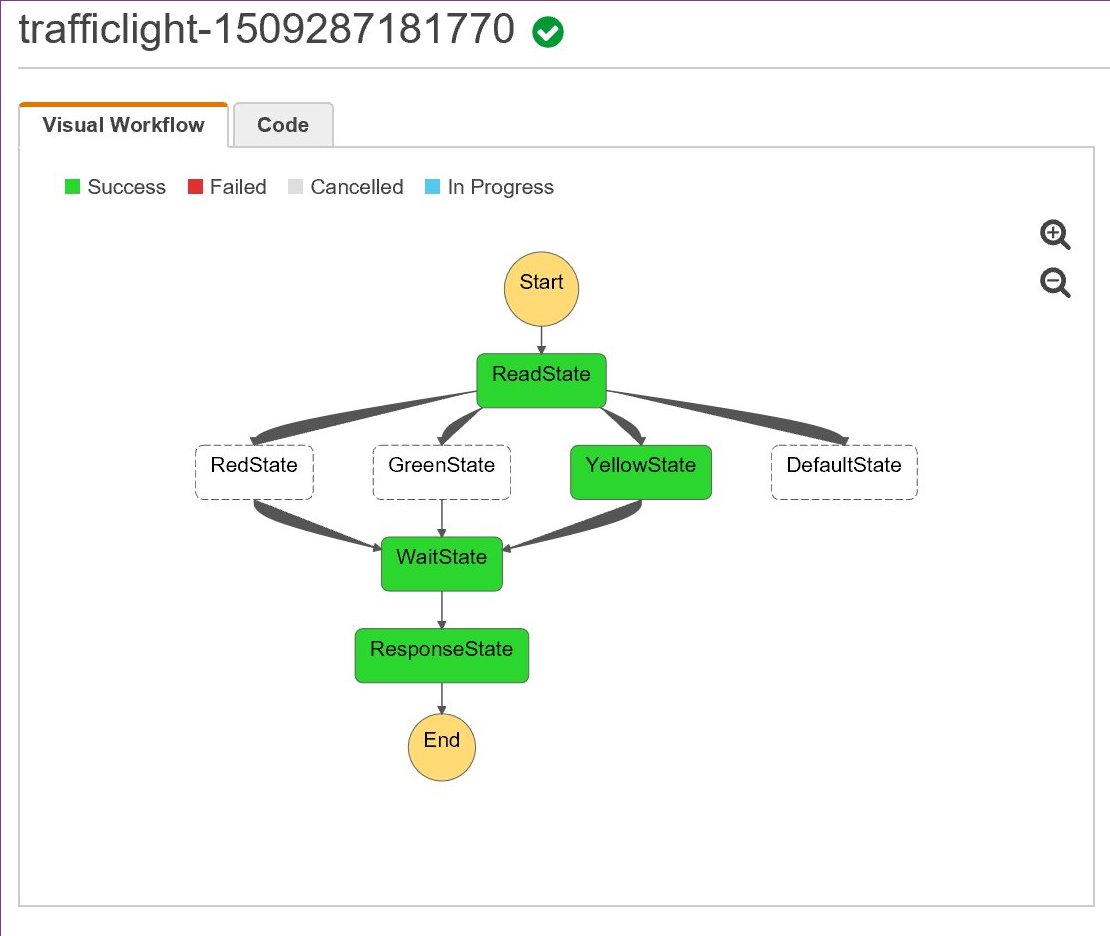 trafficlight-1509287181770
Visual Workflow Code
Success Failed Cancelled In Progress
Start
ReadState
RedState GreenState YellowState DefaultState
WaitState
ResponseState
End